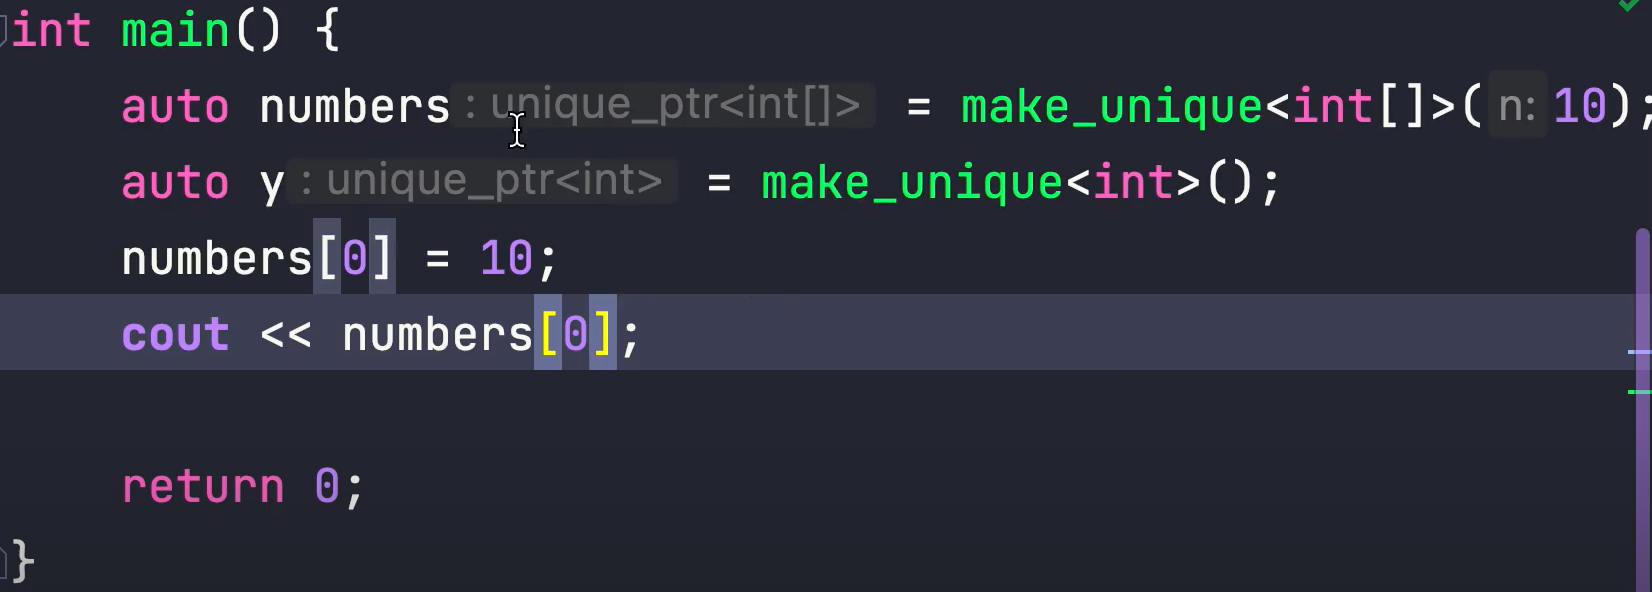 int main() {
auto numbers : unique_ptr<int[]> = make_unique<int[]>( n: 10);
auto y : unique_ptr<int> = make_unique<int>();
numbers[0] = 10;
cout << numbers[0];
return 0;
}